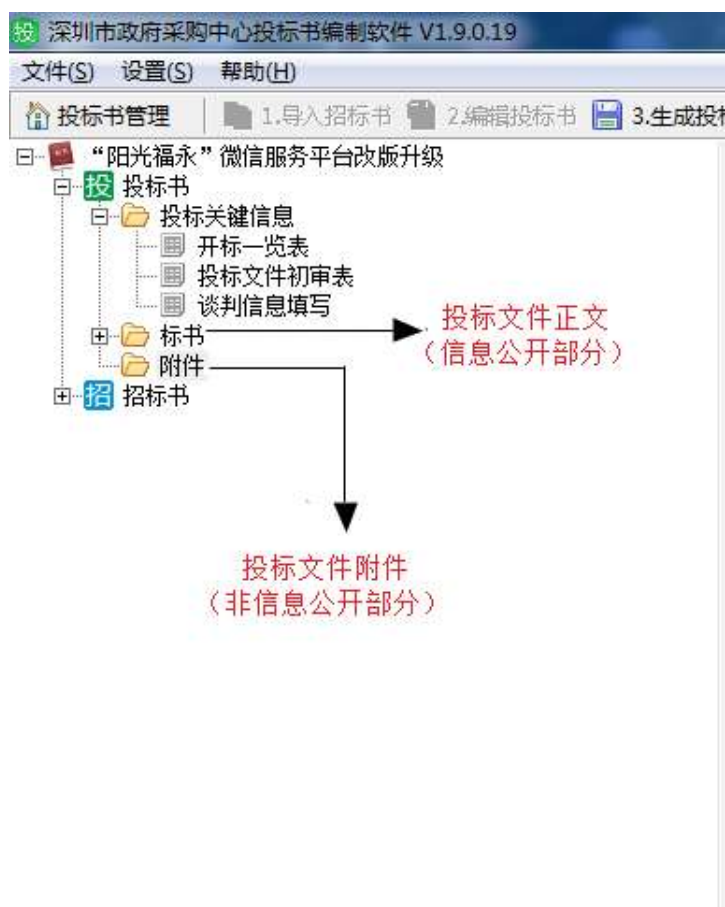 投 深圳市政府采购中心投标书编制软件 V1.9.0.19
文件(S) 设置(S) 帮助(H)
投标书管理 1.导入招标书 2.编辑投标书 3.生成投标
“阳光福永”微信服务平台改版升级
投 投标书
投标关键信息
开标一览表
投标文件初审表
谈判信息填写
标书
投标文件正文
（信息公开部分）
附件
招 招标书
投标文件附件
（非信息公开部分）